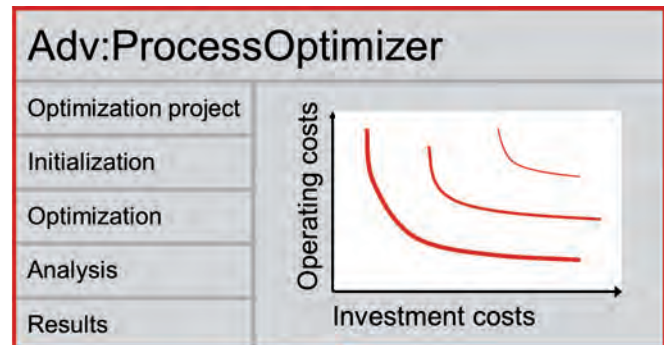 Adv:ProcessOptimizer
Optimization project
Initialization
Optimization
Analysis
Results
Operating costs
Investment costs